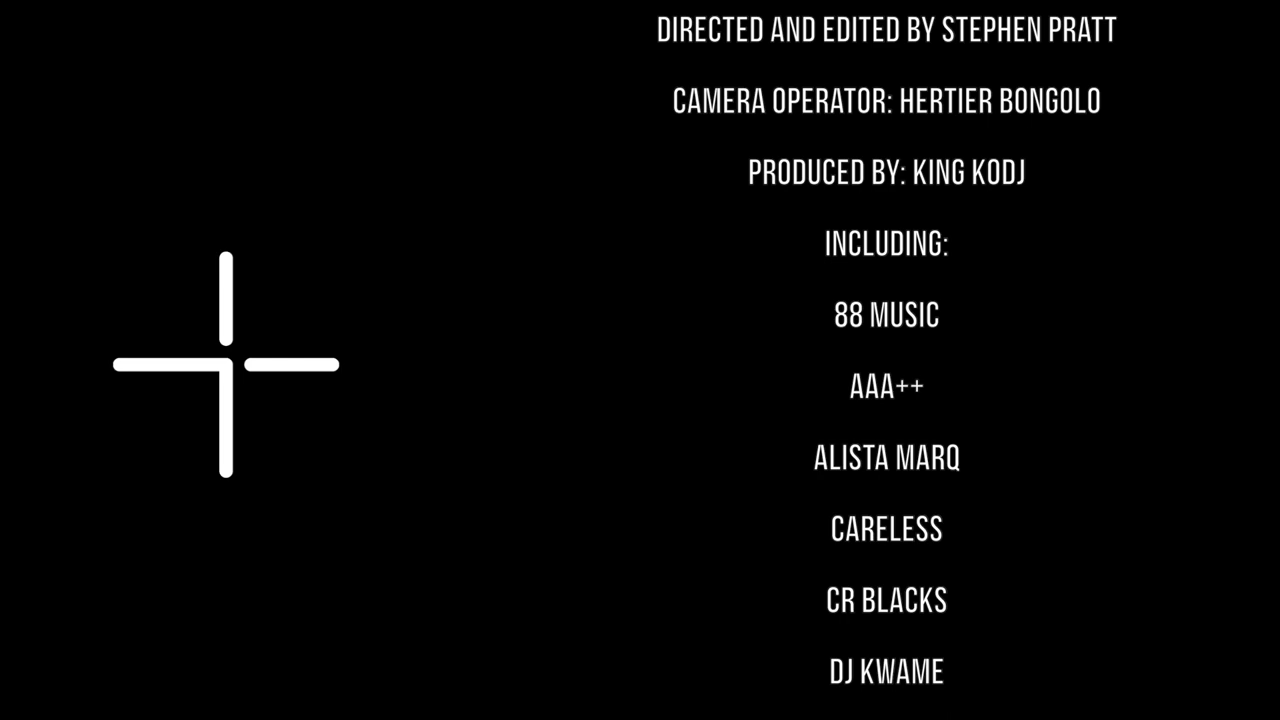 DIRECTED AND EDITED BY STEPHEN PRATT
CAMERA OPERATOR: HERTIER BONGOLO
PRODUCED BY: KING KODJ
INCLUDING:
88 MUSIC
AAA++
ALISTA MARQ
CARELESS
CR BLACKS
DJ KWAME